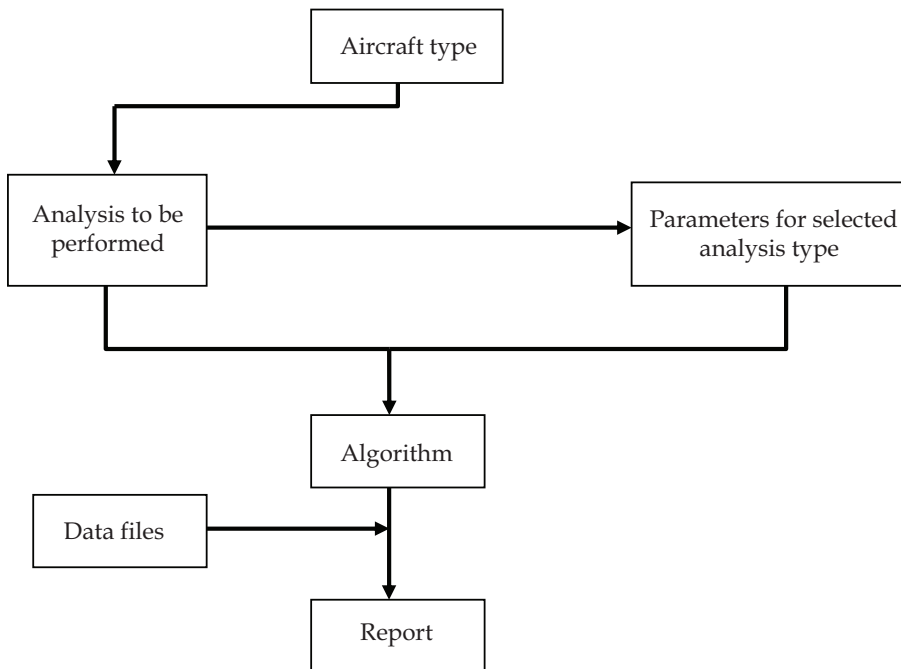 Aircraft type
Analysis to be
performed
Parameters for selected
analysis type
Algorithm
Data files
Report